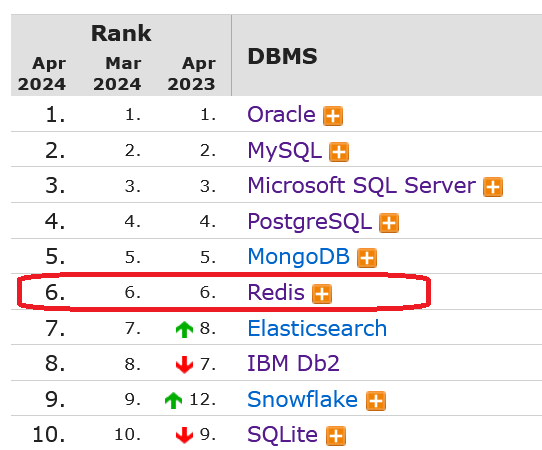 Rank
Apr 2024 Mar 2024 Apr 2023 DBMS
1. 1. 1. Oracle
2. 2. 2. MySQL
3. 3. 3. Microsoft SQL Server
4. 4. 4. PostgreSQL
5. 5. 5. MongoDB
6. 6. 6. Redis
7. 7. 8. Elasticsearch
8. 8. 7. IBM Db2
9. 9. 12. Snowflake
10. 10. 9. SQLite